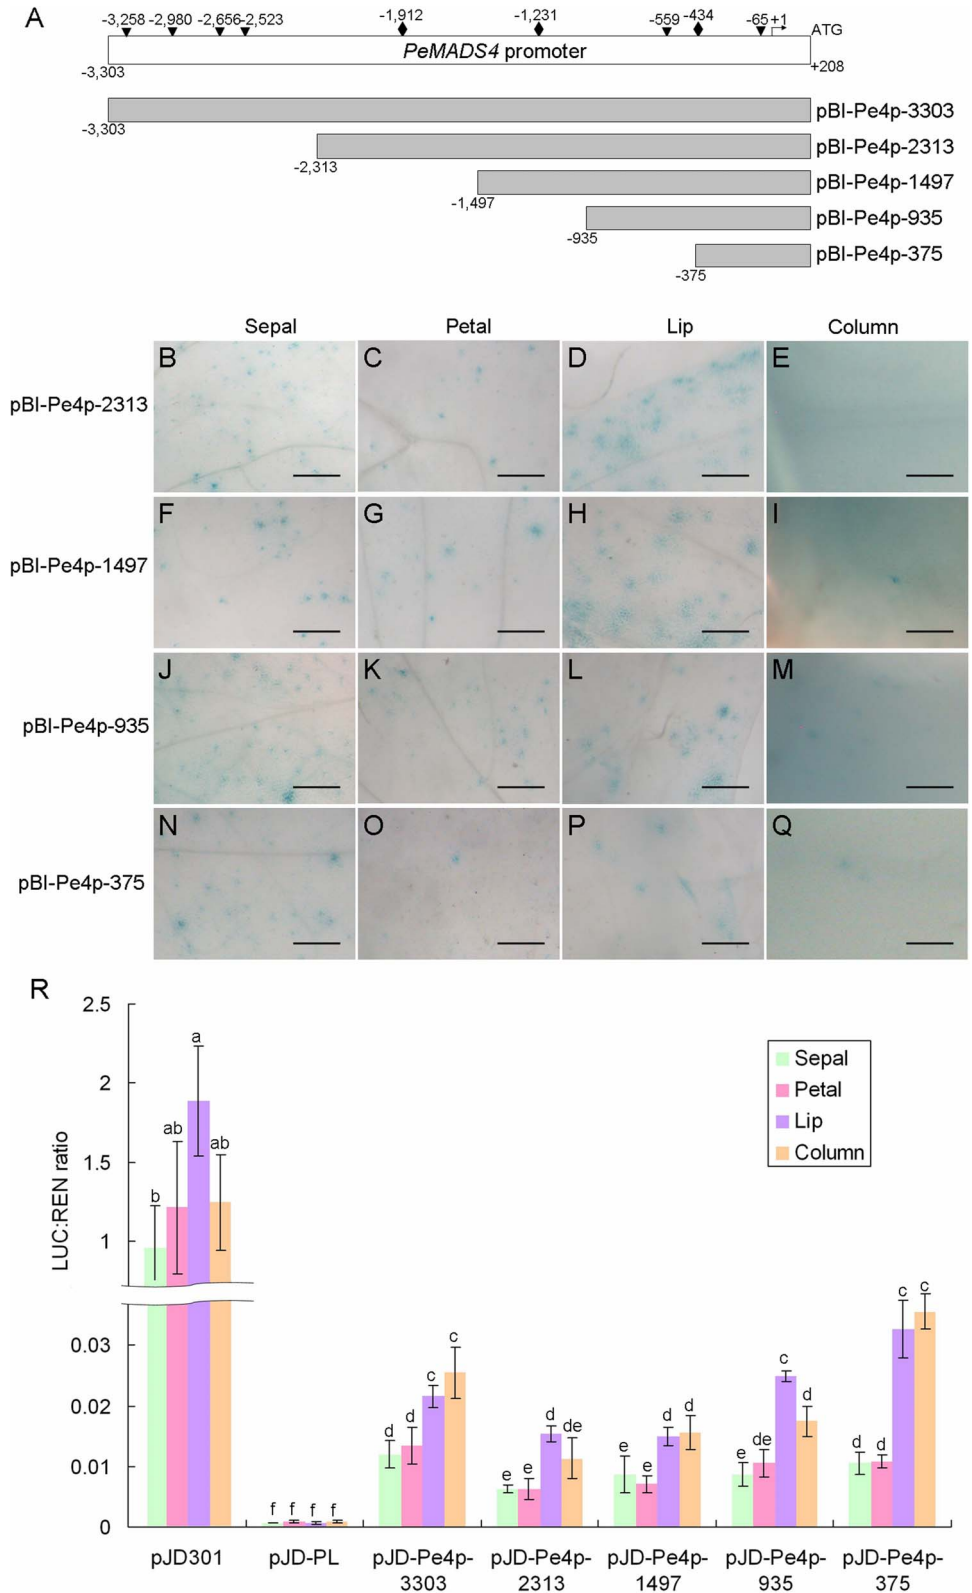 A
-3,258 -2,980 -2,656 -2,523 -1,912 -1,231 -559 -434 -65 +1 ATG
PeMADS4 promoter
-3,303 +208
pBI-Pe4p-3303
-3,303
pBI-Pe4p-2313
-2,313
pBI-Pe4p-1497
-1,497
pBI-Pe4p-935
-935
pBI-Pe4p-375
-375
Sepal Petal Lip Column
B C D E
pBI-Pe4p-2313
F G H I
pBI-Pe4p-1497
J K L M
pBI-Pe4p-935
N O P Q
pBI-Pe4p-375
R
LUC:REN ratio
2.5
2
1.5
1
0.03
0.02
0.01
0
Sepal
Petal
Lip
Column
b ab a ab
f f f f
d d c c
e e d de
e e d d
e de c d
d d c c
pJD301 pJD-PL pJD-Pe4p- pJD-Pe4p- pJD-Pe4p- pJD-Pe4p- pJD-Pe4p-
3303 2313 1497 935 375